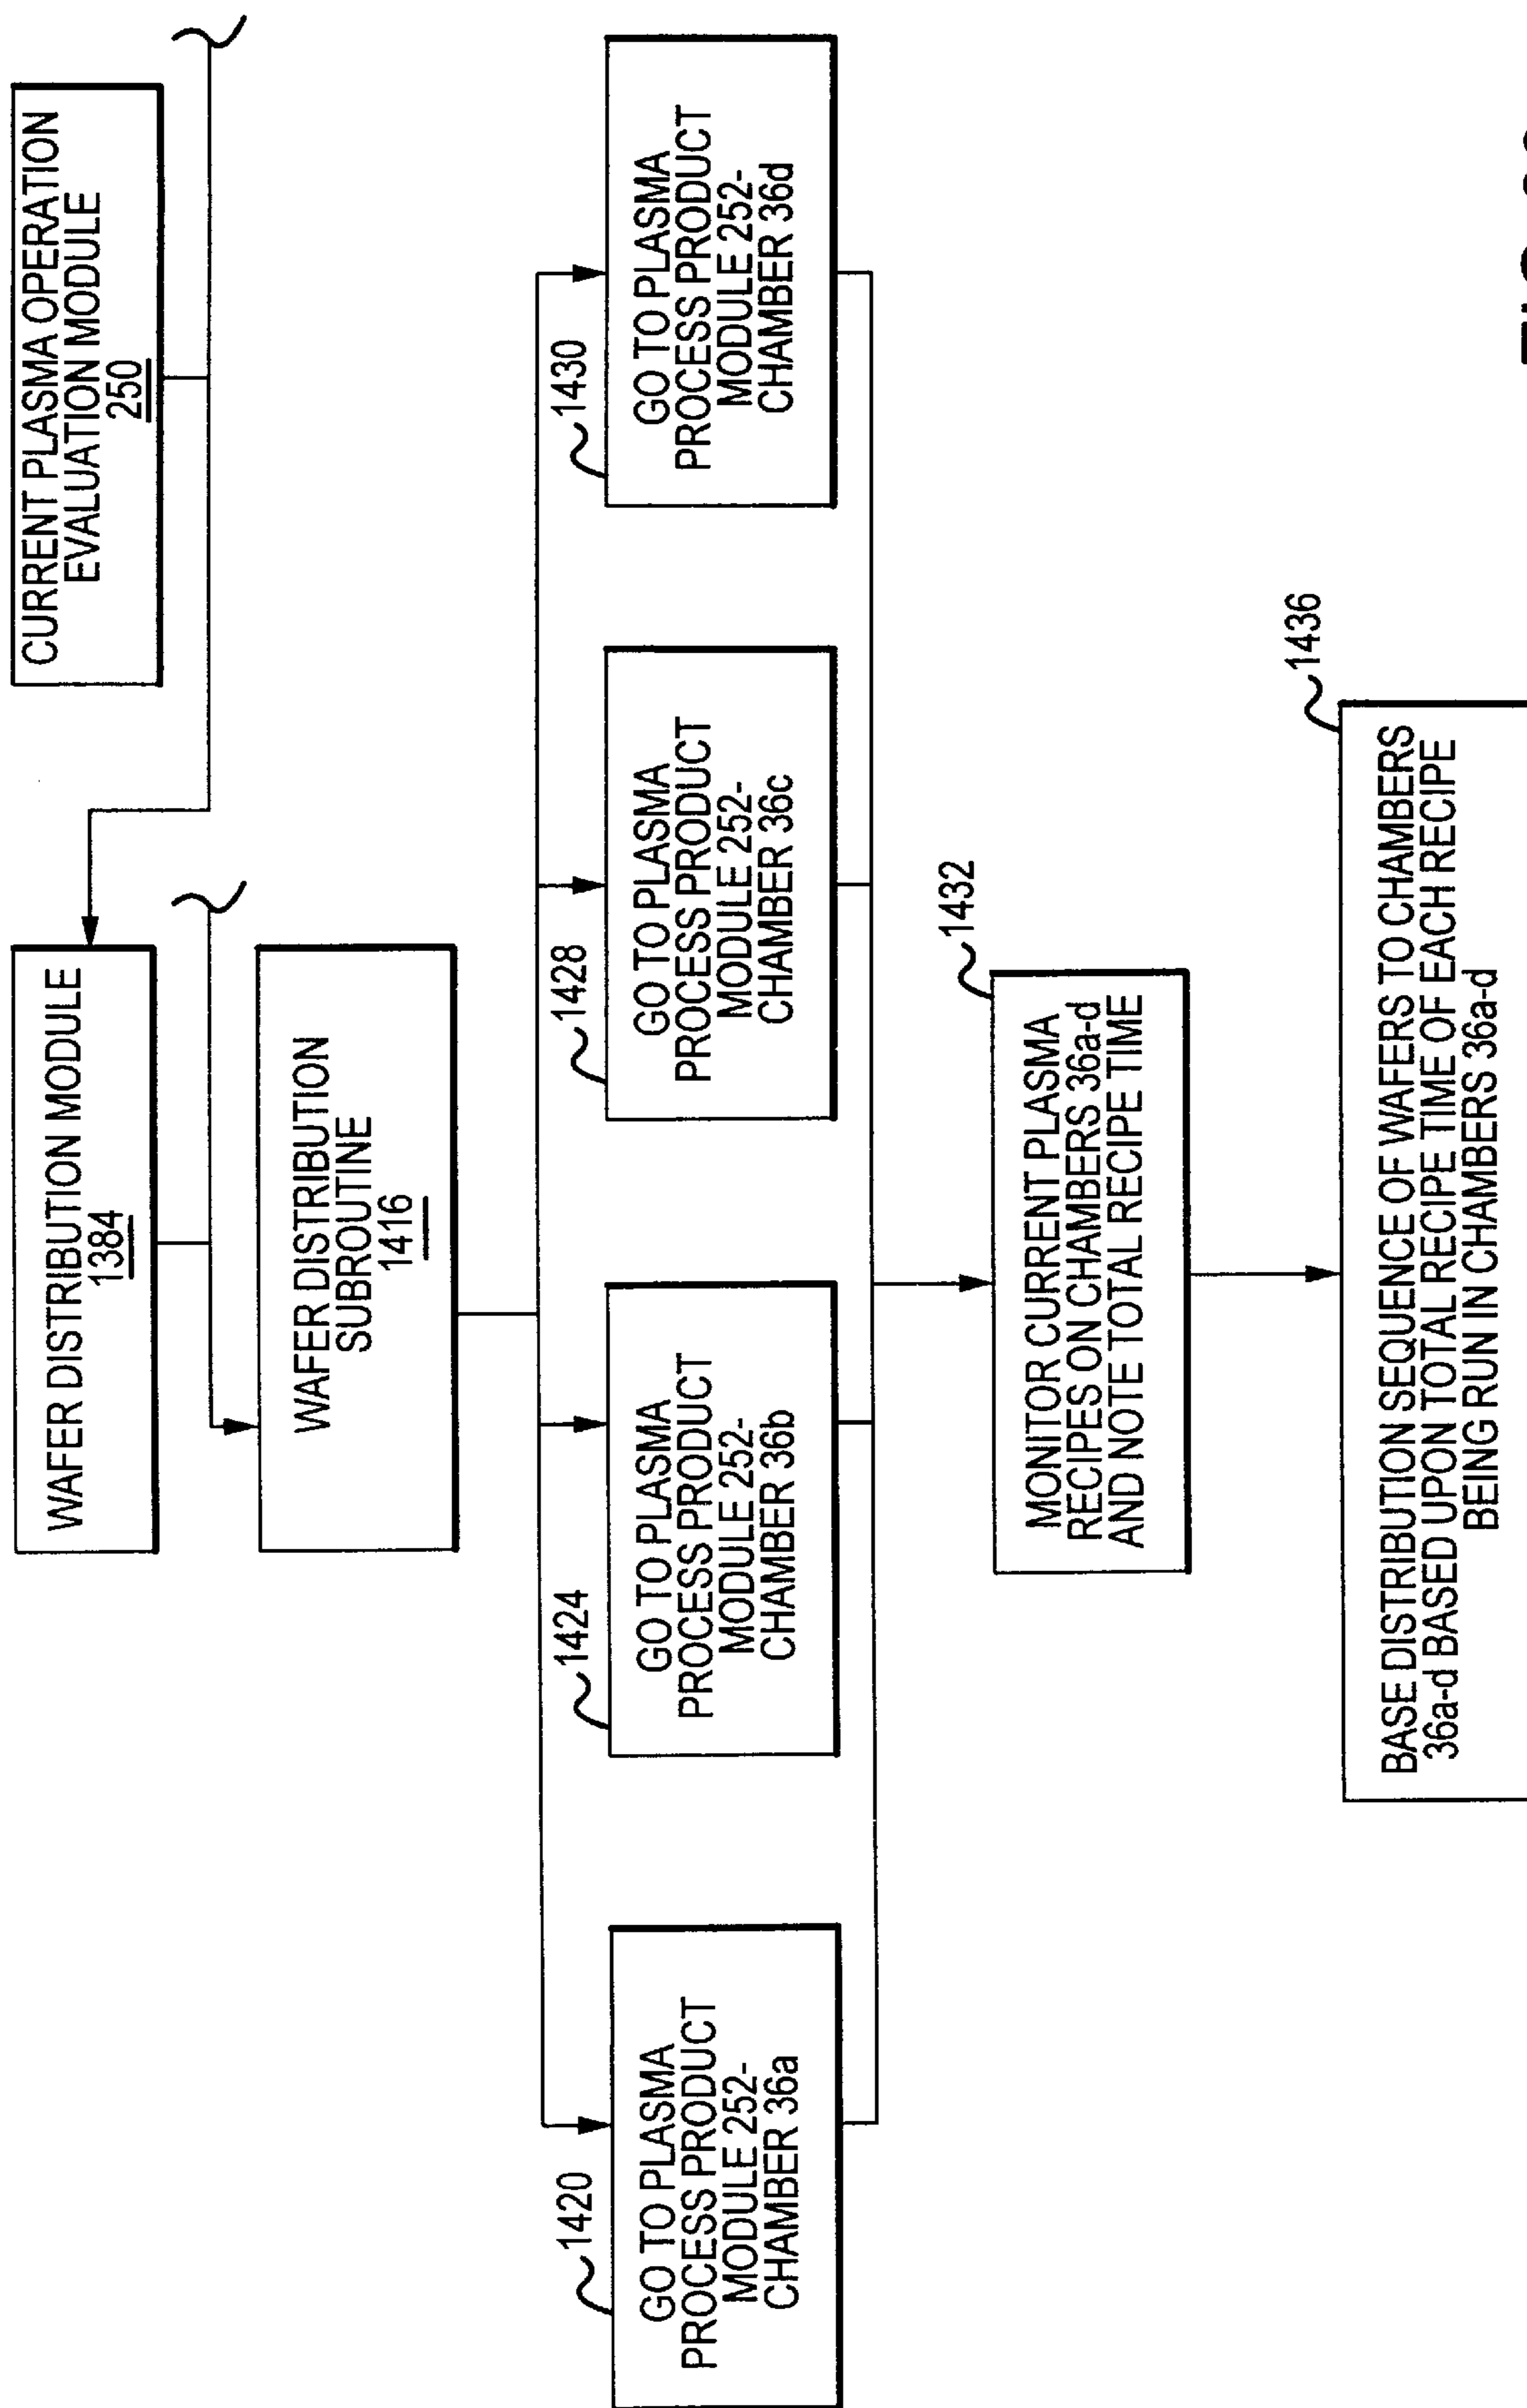 CURRENT PLASMA OPERATION
EVALUATION MODULE
250
WAFER DISTRIBUTION MODULE
1384
WAFER DISTRIBUTION
SUBROUTINE
1416
1420
GO TO PLASMA
PROCESS PRODUCT
MODULE 252-
CHAMBER 36a
1424
GO TO PLASMA
PROCESS PRODUCT
MODULE 252-
CHAMBER 36b
1428
GO TO PLASMA
PROCESS PRODUCT
MODULE 252-
CHAMBER 36c
1430
GO TO PLASMA
PROCESS PRODUCT
MODULE 252-
CHAMBER 36d
1432
MONITOR CURRENT PLASMA
RECIPES ON CHAMBERS 36a-d
AND NOTE TOTAL RECIPE TIME
1436
BASE DISTRIBUTION SEQUENCE OF WAFERS TO CHAMBERS
36a-d BASED UPON TOTAL RECIPE TIME OF EACH RECIPE
BEING RUN IN CHAMBERS 36a-d